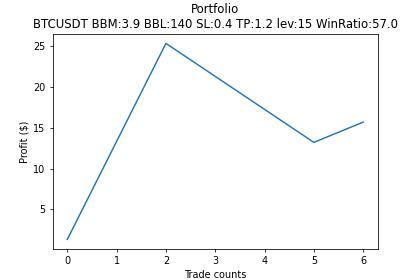 Portfolio
BTCUSDT BBM:3.9 BBL:140 SL:0.4 TP:1.2 lev:15 WinRatio:57.0
25
20
15
10
5
Profit ($)
0 1 2 3 4 5 6
Trade counts